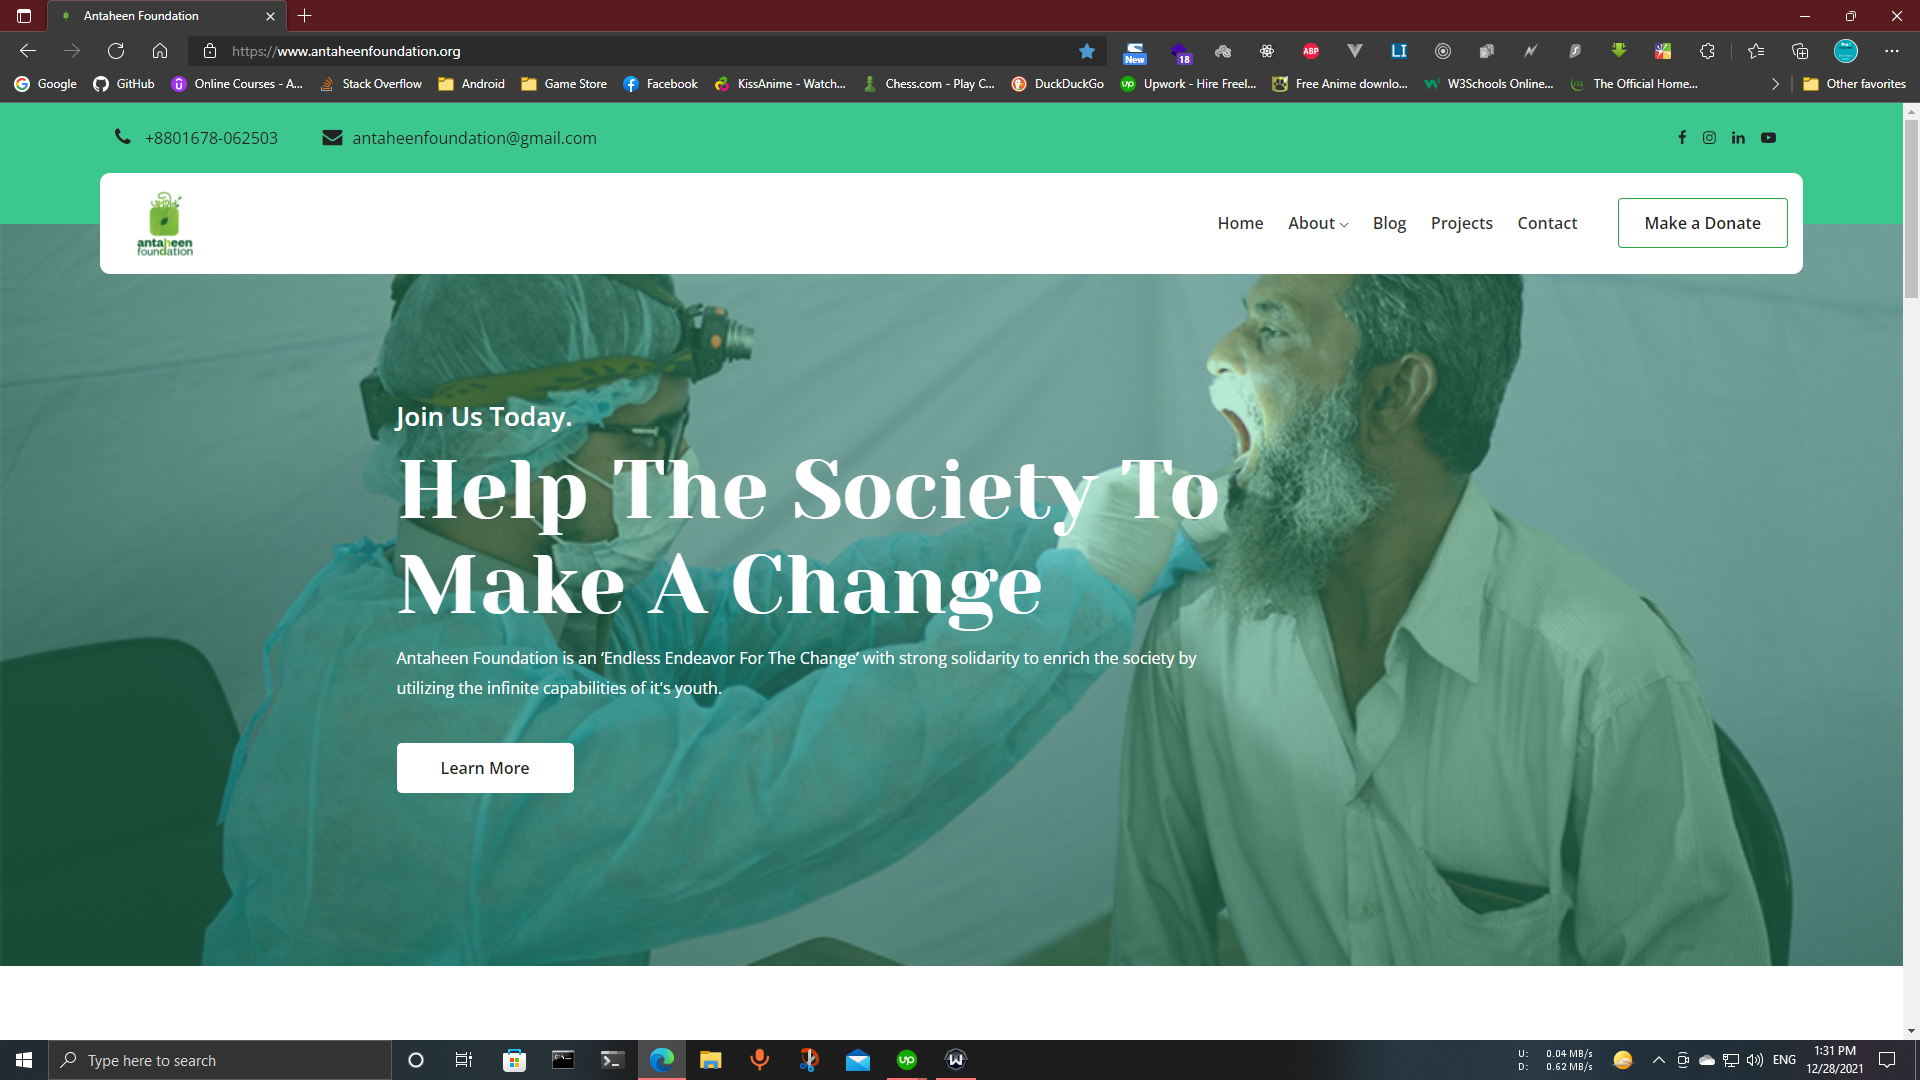 Antaheen Foundation
https://www.antaheenfoundation.org
New
18
ABP
LI
Google
GitHub
Online Courses - A...
Stack Overflow
Android
Game Store
Facebook
KissAnime - Watch...
Chess.com - Play C...
DuckDuckGo
Upwork - Hire Freel...
Free Anime downlo...
W3Schools Online...
The Official Home...
Other favorites
+8801678-062503
antaheenfoundation@gmail.com
antaheen
foundation
Home
About
Blog
Projects
Contact
Make a Donate
Join Us Today.
Help The Society To
Make A Change
Antaheen Foundation is an ‘Endless Endeavor For The Change’ with strong solidarity to enrich the society by
utilizing the infinite capabilities of it's youth.
Learn More
Type here to search
U: 0.04 MB/s
D: 0.62 MB/s
ENG
1:31 PM
12/28/2021